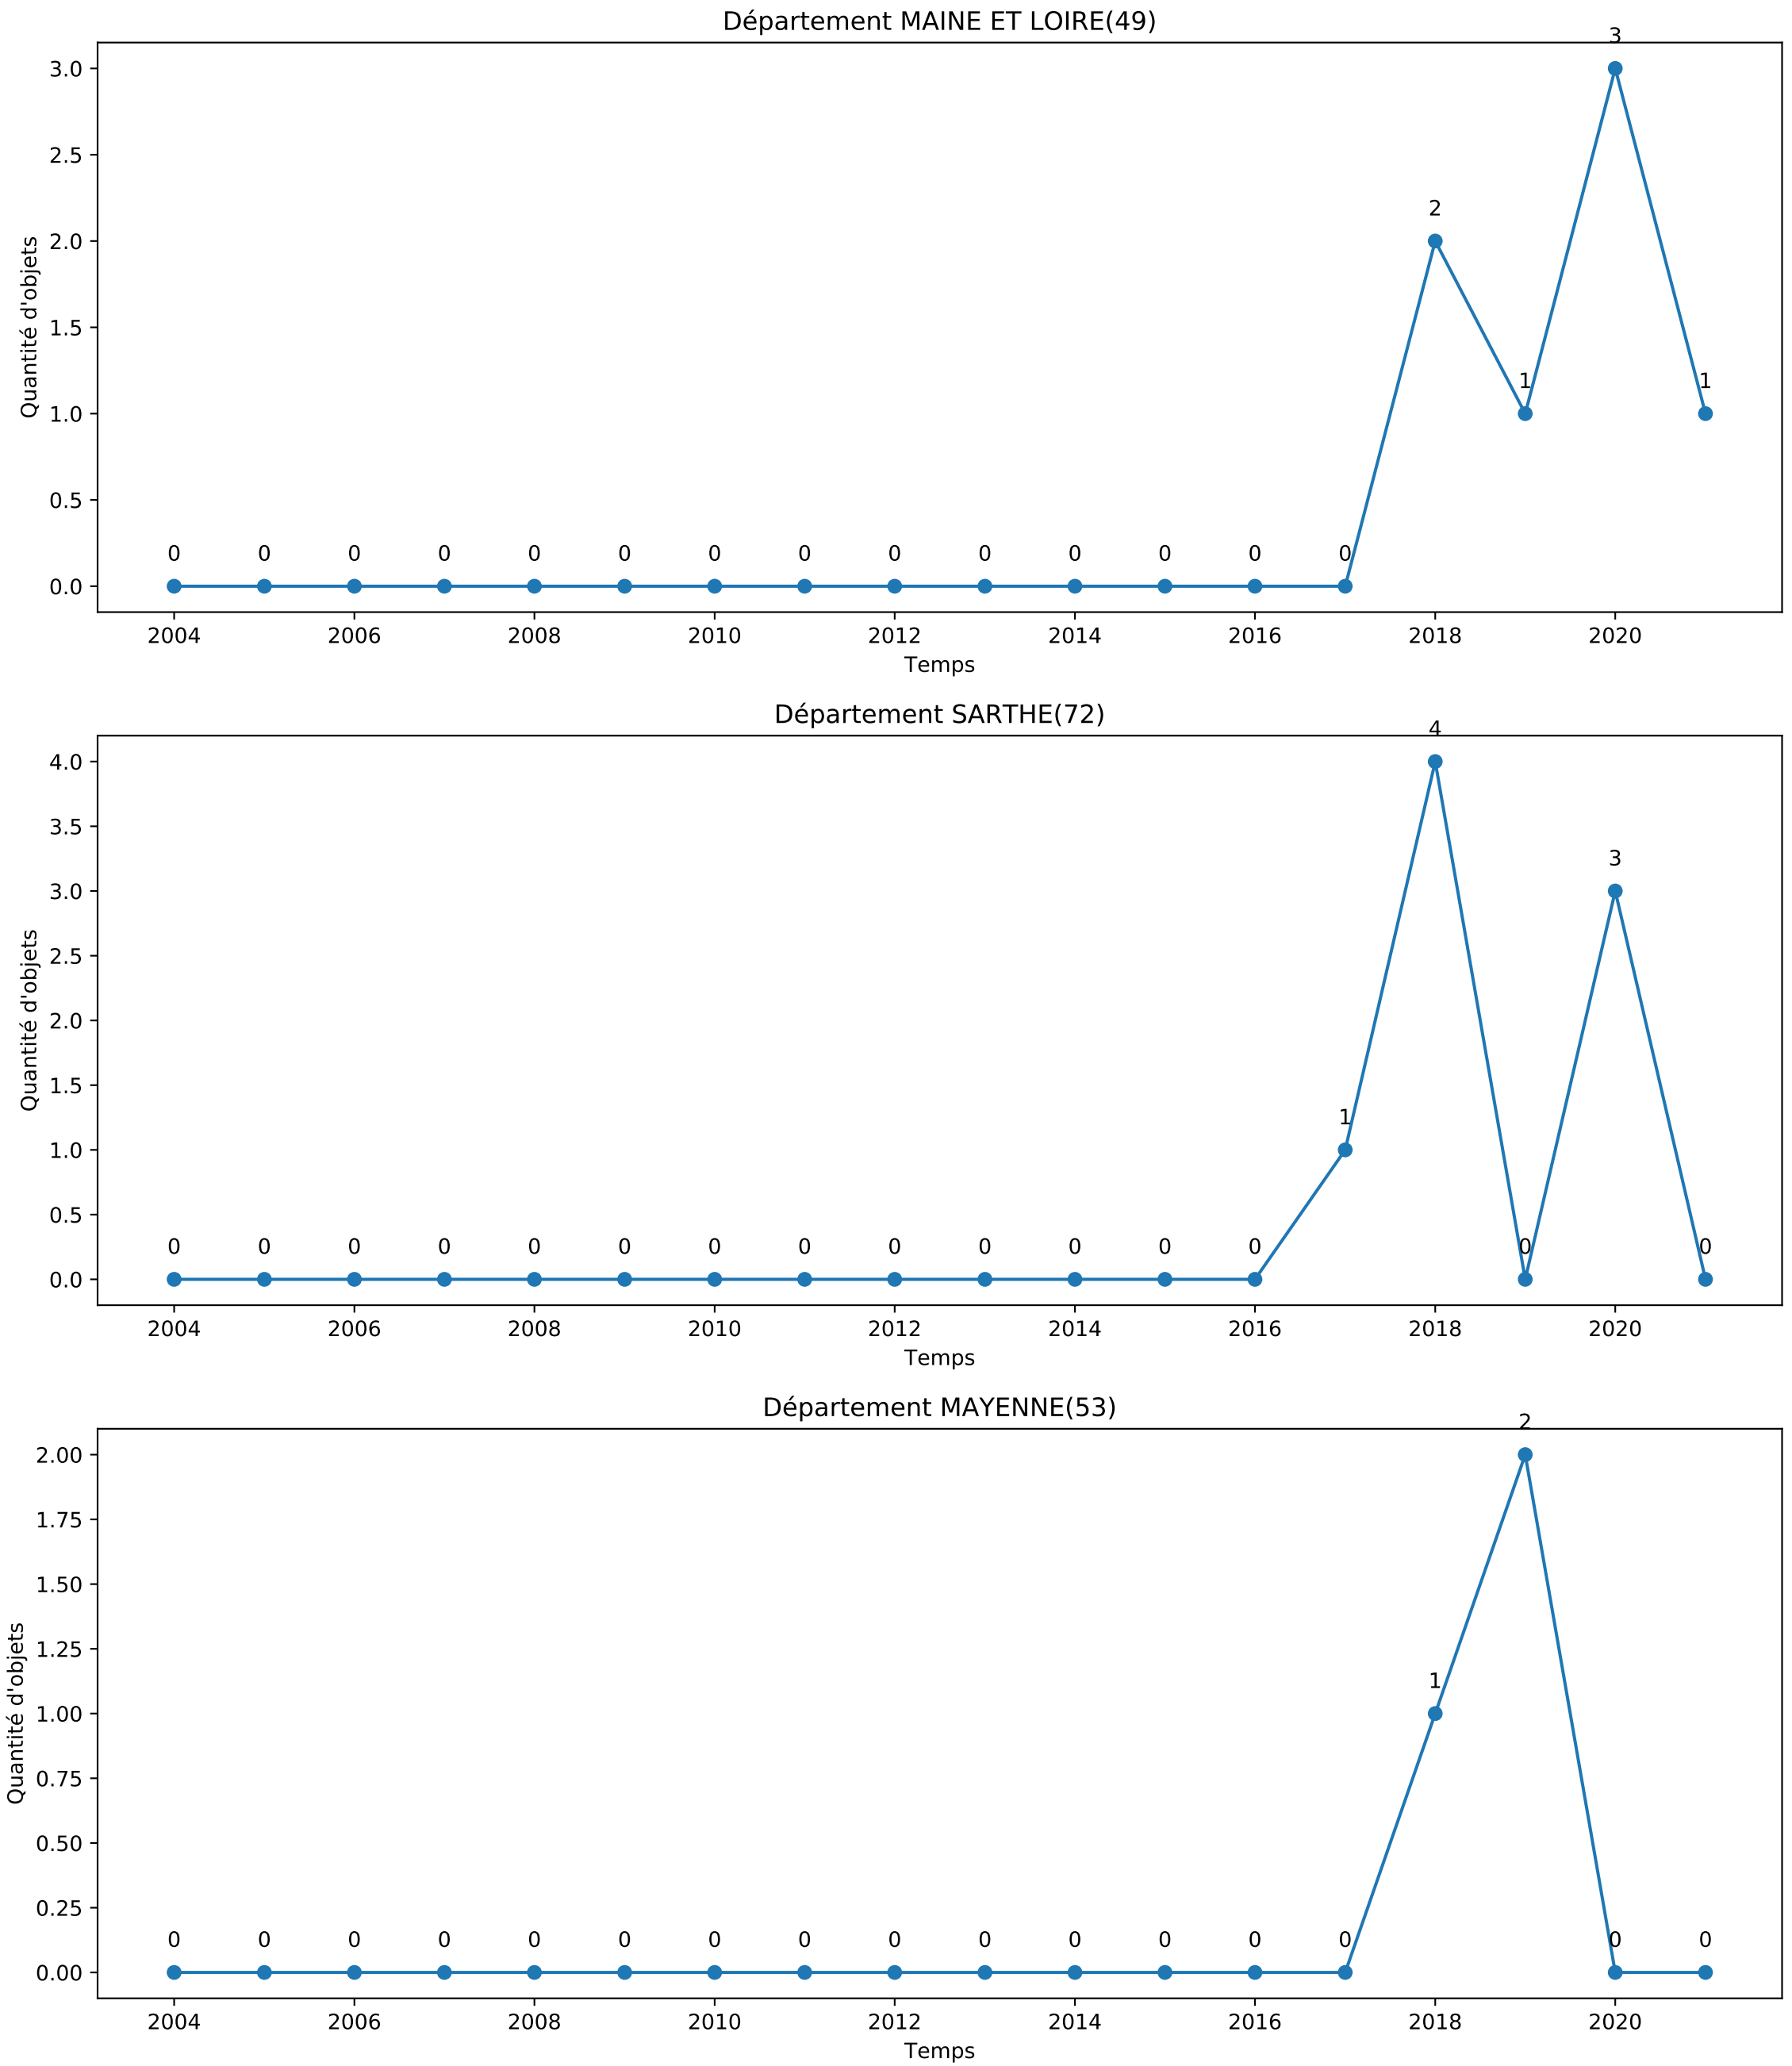 Département MAINE ET LOIRE(49)
3
3.0
2.5
2
2.0
1.5
1 1
1.0
0.5
0 0 0 0 0 0 0 0 0 0 0 0 0 0
0.0
Quantité d'objets
2004 2006 2008 2010 2012 2014 2016 2018 2020
Temps
Département SARTHE(72)
4
4.0
3.5
3
3.0
2.5
2.0
1.5
1
1.0
0.5
0 0 0 0 0 0 0 0 0 0 0 0 0 0 0
0.0
Quantité d'objets
2004 2006 2008 2010 2012 2014 2016 2018 2020
Temps
Département MAYENNE(53)
2
2.00
1.75
1.50
1.25
1
1.00
0.75
0.50
0.25
0 0 0 0 0 0 0 0 0 0 0 0 0 0 0 0
0.00
Quantité d'objets
2004 2006 2008 2010 2012 2014 2016 2018 2020
Temps